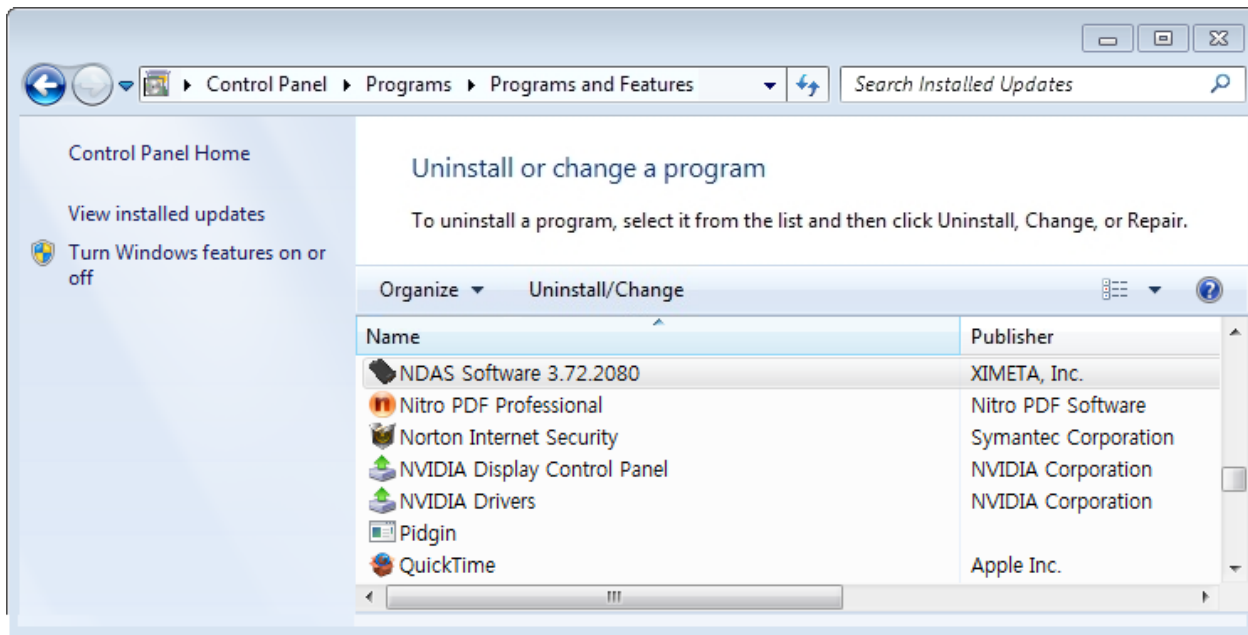 Control Panel ▸ Programs ▸ Programs and Features
Search Installed Updates
Control Panel Home
View installed updates
Turn Windows features on or
off
Uninstall or change a program
To uninstall a program, select it from the list and then click Uninstall, Change, or Repair.
Organize Uninstall/Change
Name Publisher
NDAS Software 3.72.2080 XIMETA, Inc.
Nitro PDF Professional Nitro PDF Software
Norton Internet Security Symantec Corporation
NVIDIA Display Control Panel NVIDIA Corporation
NVIDIA Drivers NVIDIA Corporation
Pidgin
QuickTime Apple Inc.